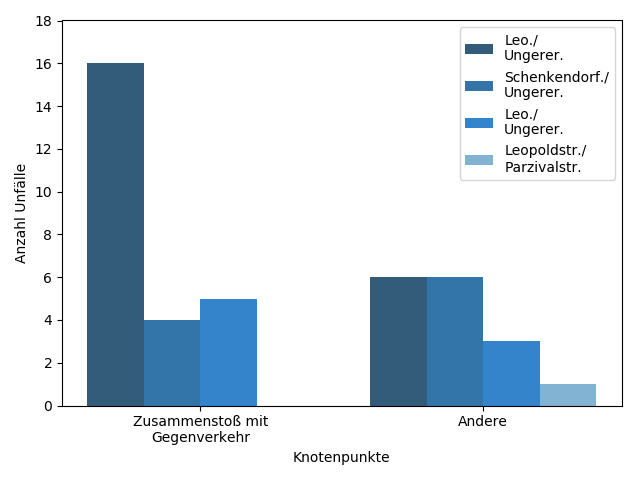 18
16
14
12
10
8
6
4
2
0
Anzahl Unfälle
Leo./
Ungerer.
Schenkendorf./
Ungerer.
Leo./
Ungerer.
Leopoldstr./
Parzivalstr.
Zusammenstoß mit
Gegenverkehr
Andere
Knotenpunkte